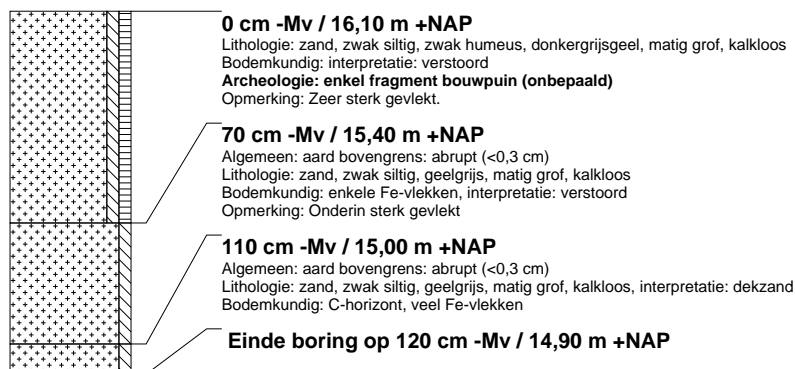 0 cm -Mv / 16,10 m +NAP
Lithologie: zand, zwak siltig, zwak humeus, donkergrijsgeel, matig grof, kalkloos
Bodemkundig: interpretatie: verstoord
Archeologie: enkel fragment bouwpuin (onbepaald)
Opmerking: Zeer sterk gevlekt.
70 cm -Mv / 15,40 m +NAP
Algemeen: aard bovengrens: abrupt (<0,3 cm)
Lithologie: zand, zwak siltig, geelgrijs, matig grof, kalkloos
Bodemkundig: enkele Fe-vlekken, interpretatie: verstoord
Opmerking: Onderin sterk gevlekt
110 cm -Mv / 15,00 m +NAP
Algemeen: aard bovengrens: abrupt (<0,3 cm)
Lithologie: zand, zwak siltig, geelgrijs, matig grof, kalkloos, interpretatie: dekzand
Bodemkundig: C-horizont, veel Fe-vlekken
Einde boring op 120 cm -Mv / 14,90 m +NAP